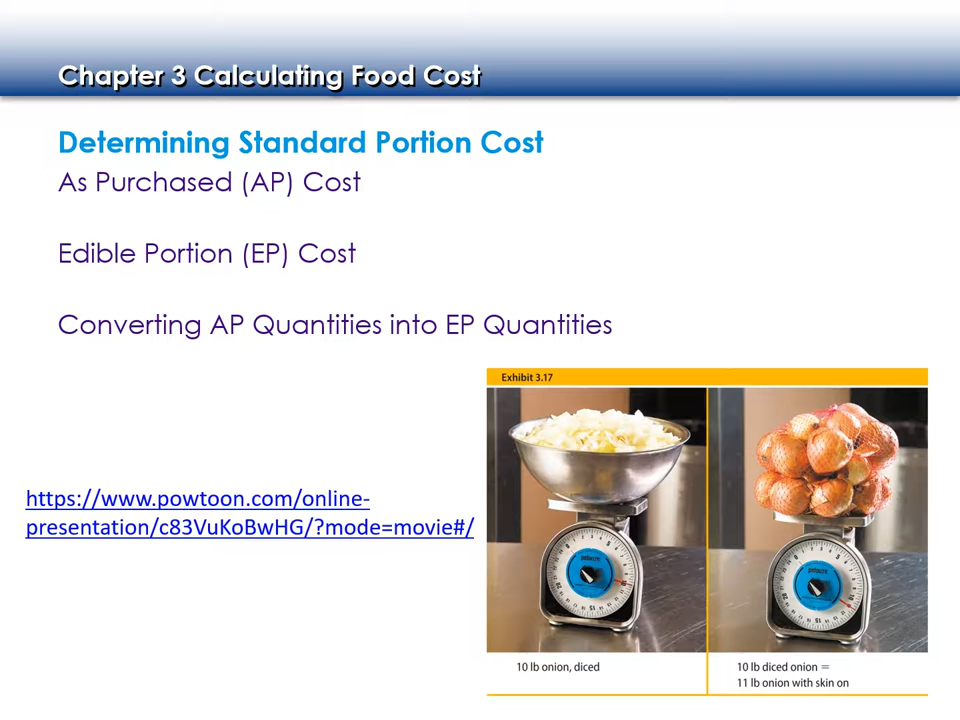 Chapter 3 Calculating Food Cost
Determining Standard Portion Cost
As Purchased (AP) Cost
Edible Portion (EP) Cost
Converting AP Quantities into EP Quantities
Exhibit 3.17
https://www.powtoon.com/online-
presentation/c83VuKoBwHG/?mode=movie#/
pelouze
pelouze
10 lb onion, diced
10 lb diced onion =
11 lb onion with skin on